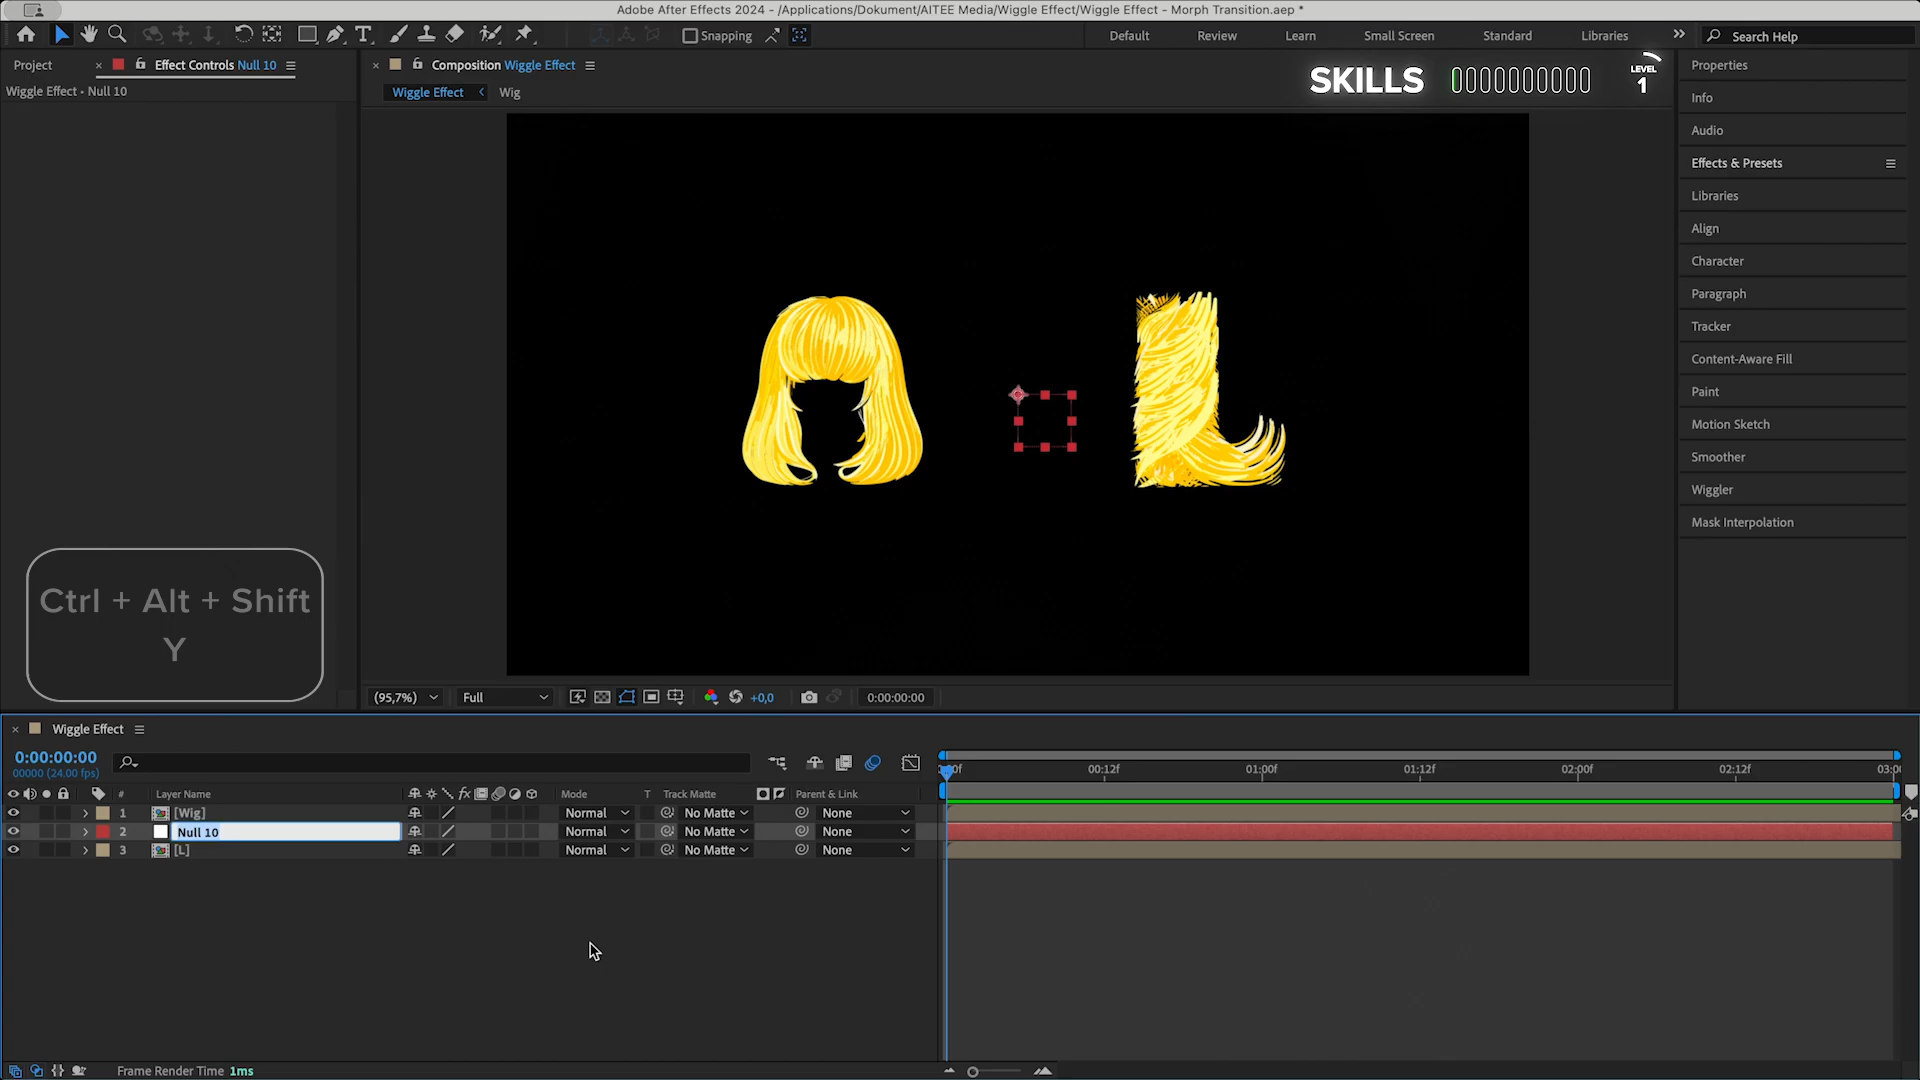 Adobe After Effects 2024 - /Applications/Dokument/AITEE Media/Wiggle Effect/Wiggle Effect - Morph Transition.aep *
Snapping
Default
Review
Learn
Small Screen
Standard
Libraries
Search Help
Project
Effect Controls Null 10
Composition Wiggle Effect
Wiggle Effect • Null 10
Wiggle Effect
Wig
SKILLS
LEVEL
1
Properties
Info
Audio
Effects & Presets
Libraries
Align
Character
Paragraph
Tracker
Content-Aware Fill
Paint
Motion Sketch
Smoother
Wiggler
Mask Interpolation
Ctrl + Alt + Shift
Y
(95,7%)
Full
+0,0
0:00:00:00
Wiggle Effect
0:00:00:00
00000 (24.00 fps)
00:12f
01:00f
01:12f
02:00f
02:12f
# Layer Name
fx
Mode
T Track Matte
Parent & Link
1 [Wig] Normal No Matte None
2 Null 10 Normal No Matte None
3 [L] Normal No Matte None
Frame Render Time 1ms